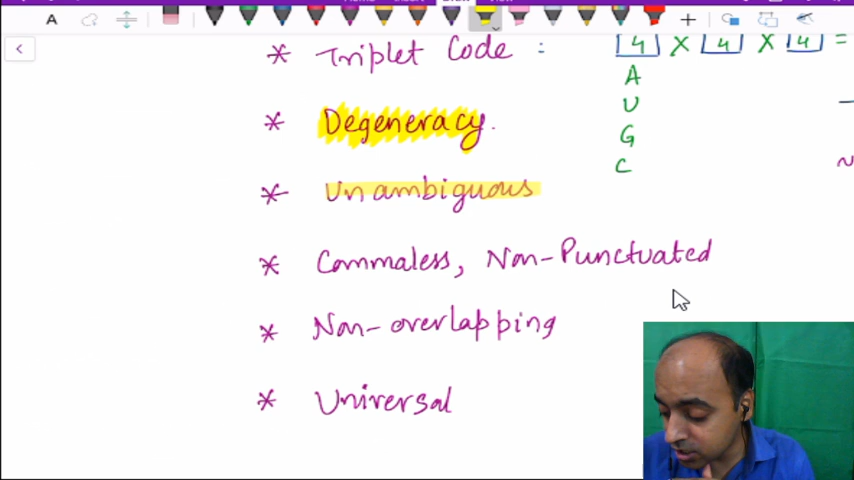 * Triplet Code : 4 X 4 X 4 =
A
* Degeneracy.
U
G
C
* Unambiguous
* Commaless, Non-Punctuated
* Non-overlapping
* Universal